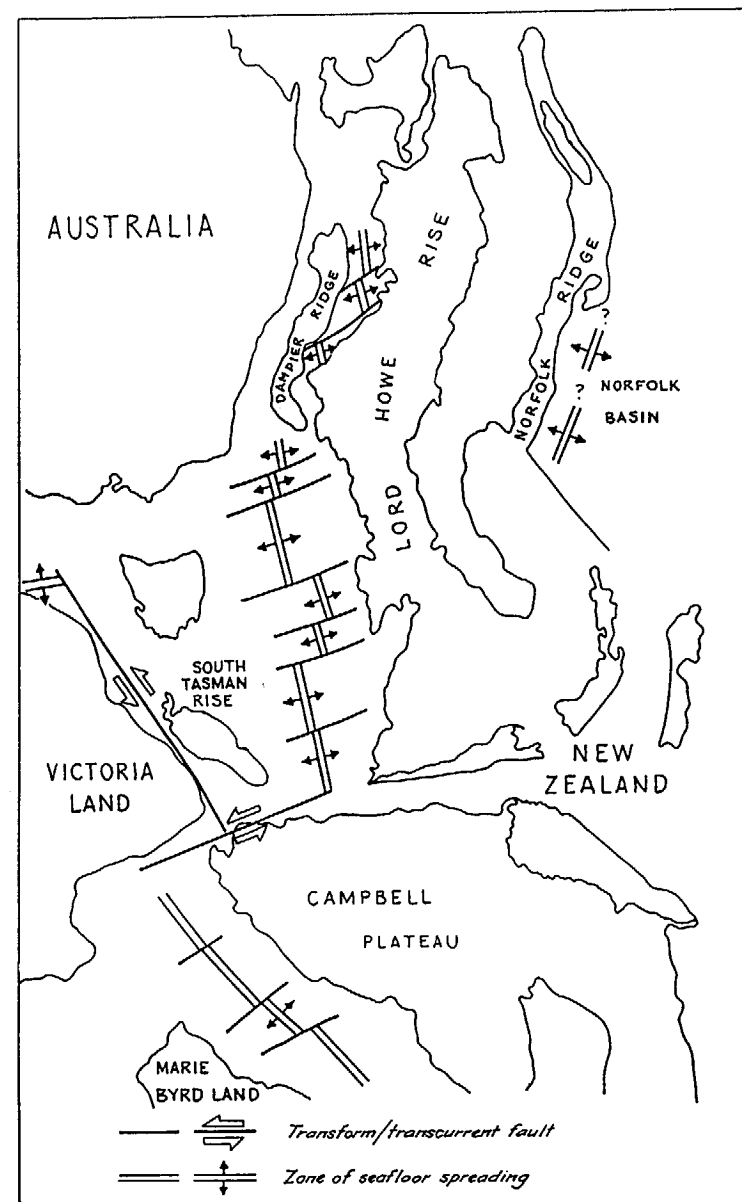 AUSTRALIA
DAMPIER RIDGE
LORD HOWE RISE
NORFOLK RIDGE
?
?
NORFOLK
BASIN
SOUTH
TASMAN
RISE
VICTORIA
LAND
NEW
ZEALAND
CAMPBELL
PLATEAU
MARIE
BYRD LAND
Transform/transcurrent fault
Zone of seafloor spreading